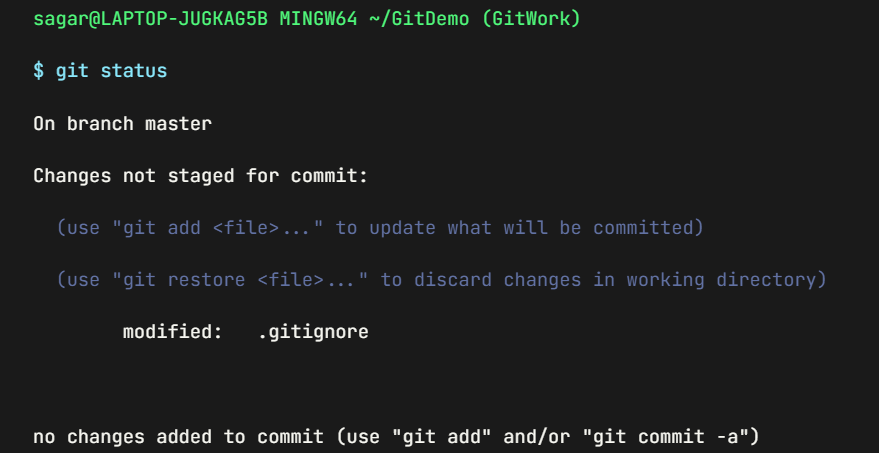 sagar@LAPTOP-JUGKAG5B MINGW64 ~/GitDemo (GitWork)
$ git status
On branch master
Changes not staged for commit:
(use "git add <file>..." to update what will be committed)
(use "git restore <file>..." to discard changes in working directory)
modified: .gitignore
no changes added to commit (use "git add" and/or "git commit -a")